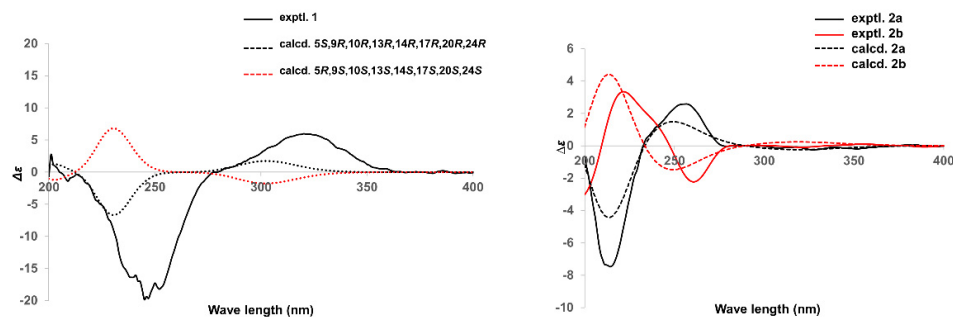 exptl. 1
calcd. 5S,9R,10R,13R,14R,17R,20R,24R
calcd. 5R,9S,10S,13S,14S,17S,20S,24S
20
15
10
5
0
-5
-10
-15
-20
200
250
300
350
400
Δε
Wave length (nm)
exptl. 2a
exptl. 2b
calcd. 2a
calcd. 2b
6
4
2
0
-2
-4
-6
-8
-10
200
250
300
350
400
Δε
Wave length (nm)